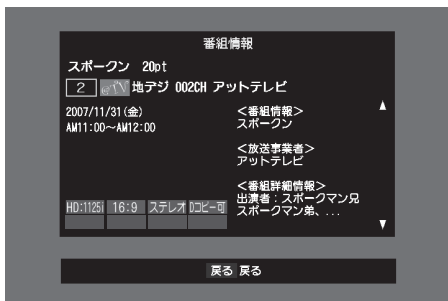 番組情報
スポークン 20pt
2 地デジ 002CH アットテレビ
2007/11/31(金)
AM11:00～AM12:00
<番組情報>
スポークン
<放送事業者>
アットテレビ
<番組詳細情報>
出演者：スポークマン兄
スポークマン弟、...
HD:1125i 16:9 ステレオ Dコピー可
戻る 戻る